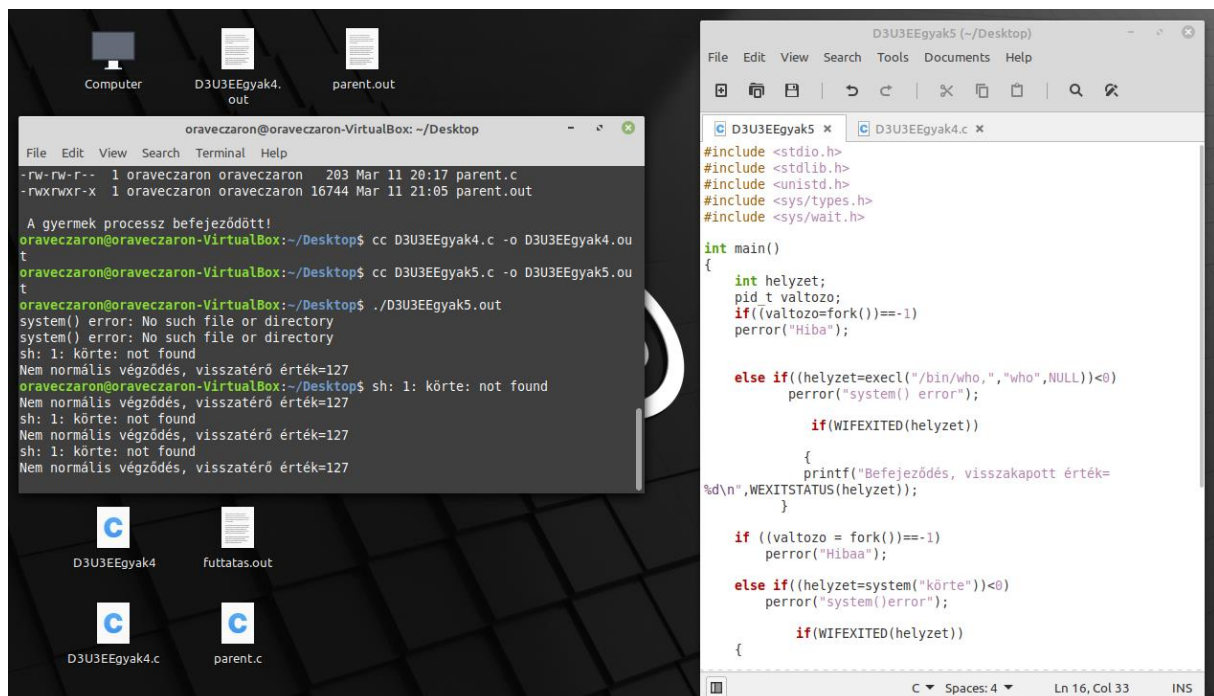 Computer
D3U3EEgyak4.
out
parent.out
oraveczaron@oraveczaron-VirtualBox: ~/Desktop
File Edit View Search Terminal Help
-rw-rw-r-- 1 oraveczaron oraveczaron 203 Mar 11 20:17 parent.c
-rwxrwxr-x 1 oraveczaron oraveczaron 16744 Mar 11 21:05 parent.out
A gyermek processz befejeződött!
oraveczaron@oraveczaron-VirtualBox:~/Desktop$ cc D3U3EEgyak4.c -o D3U3EEgyak4.ou
t
oraveczaron@oraveczaron-VirtualBox:~/Desktop$ cc D3U3EEgyak5.c -o D3U3EEgyak5.ou
t
oraveczaron@oraveczaron-VirtualBox:~/Desktop$ ./D3U3EEgyak5.out
system() error: No such file or directory
system() error: No such file or directory
sh: 1: körte: not found
Nem normális végződés, visszatérő érték=127
oraveczaron@oraveczaron-VirtualBox:~/Desktop$ sh: 1: körte: not found
Nem normális végződés, visszatérő érték=127
sh: 1: körte: not found
Nem normális végződés, visszatérő érték=127
sh: 1: körte: not found
Nem normális végződés, visszatérő érték=127
D3U3EEgyak4
futtatas.out
D3U3EEgyak4.c
parent.c
D3U3EEgyak5 (~/Desktop)
File Edit View Search Tools Documents Help
D3U3EEgyak5
D3U3EEgyak4.c
#include <stdio.h>
#include <stdlib.h>
#include <unistd.h>
#include <sys/types.h>
#include <sys/wait.h>
int main()
{
int helyzet;
pid_t valtozo;
if((valtozo=fork())==-1)
perror("Hiba");
else if((helyzet=execl("/bin/who,","who",NULL))<0)
perror("system() error");
if(WIFEXITED(helyzet))
{
printf("Befejeződés, visszakapott érték=
%d\n",WEXITSTATUS(helyzet));
}
if ((valtozo = fork())==-1)
perror("Hibaa");
else if((helyzet=system("körte"))<0)
perror("system()error");
if(WIFEXITED(helyzet))
{
C Spaces: 4 Ln 16, Col 33 INS